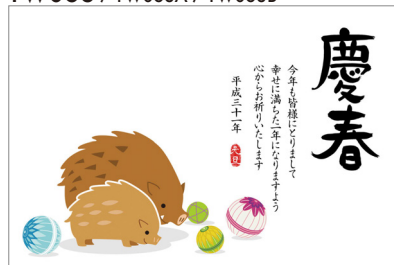 慶春
今年も皆様にとりまして
幸せに満ちた一年になりますよう
心からお祈りいたします
平成三十一年
元旦